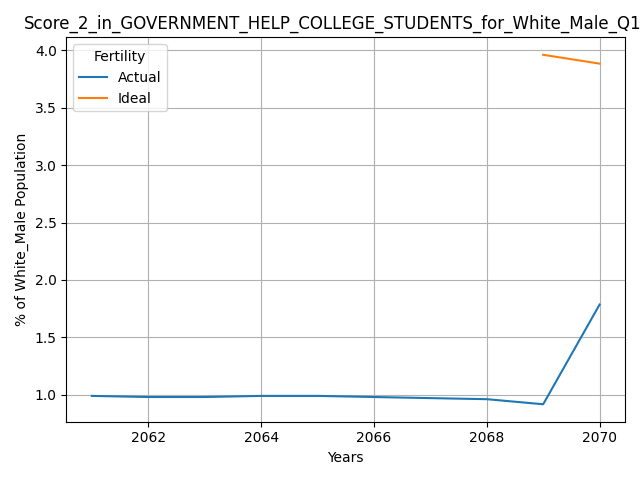 Score_2_in_GOVERNMENT_HELP_COLLEGE_STUDENTS_for_White_Male_Q1
Fertility
Actual
Ideal
% of White_Male Population
4.0
3.5
3.0
2.5
2.0
1.5
1.0
2062 2064 2066 2068 2070
Years